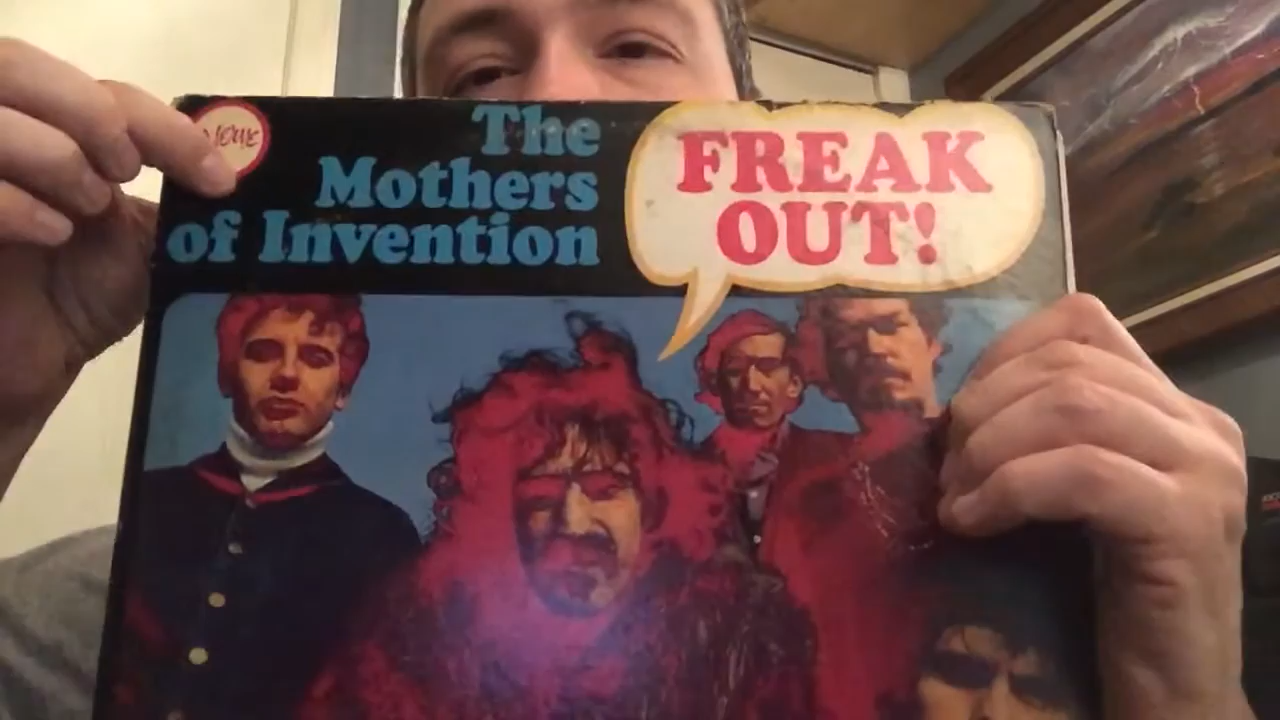 Verve
The
Mothers
of Invention
FREAK
OUT!